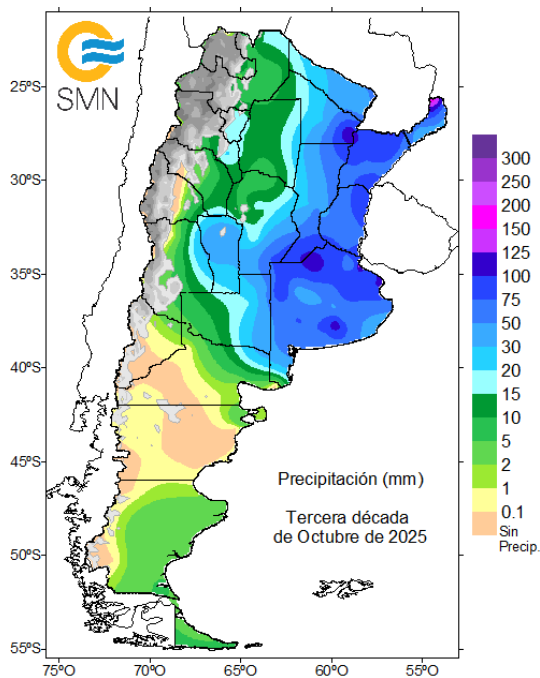 SMN
25ºS
30ºS
35ºS
40ºS
45ºS
50ºS
55ºS
75ºO
70ºO
65ºO
60ºO
55ºO
Precipitación (mm)
Tercera década
de Octubre de 2025
300
250
200
150
125
100
75
50
30
20
15
10
5
2
1
0.1
Sin
Precip.